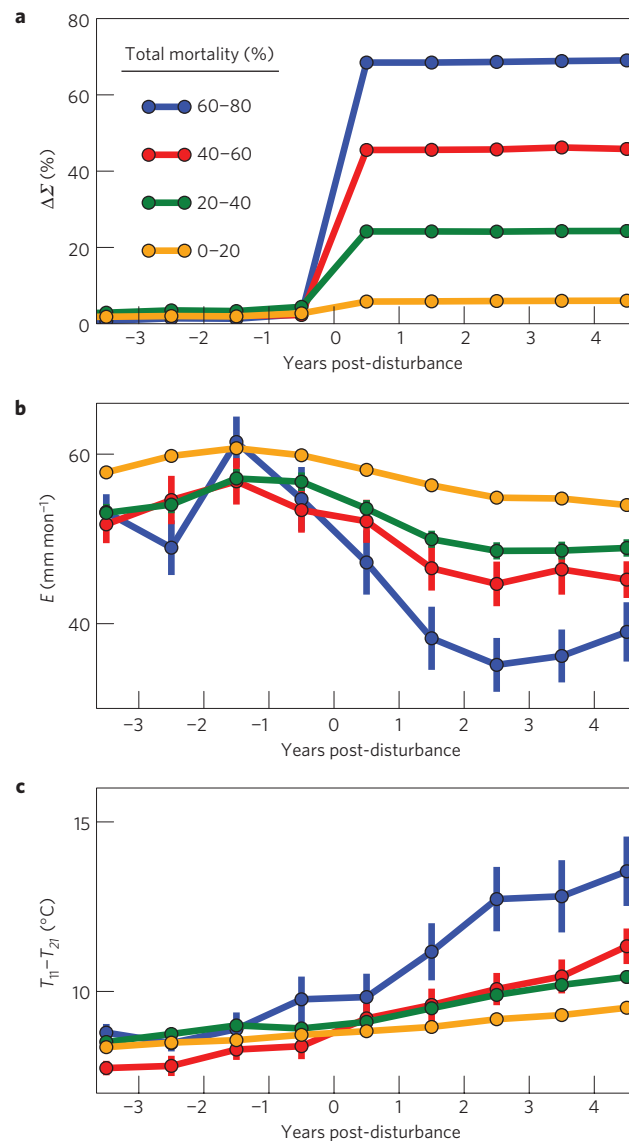 a
80
60
40
20
0
ΔΣ (%)
Total mortality (%)
60–80
40–60
20–40
0–20
−3 −2 −1 0 1 2 3 4
Years post-disturbance
b
60
40
E (mm mon⁻¹)
−3 −2 −1 0 1 2 3 4
Years post-disturbance
c
15
10
T₁₁–T₂₁ (°C)
−3 −2 −1 0 1 2 3 4
Years post-disturbance